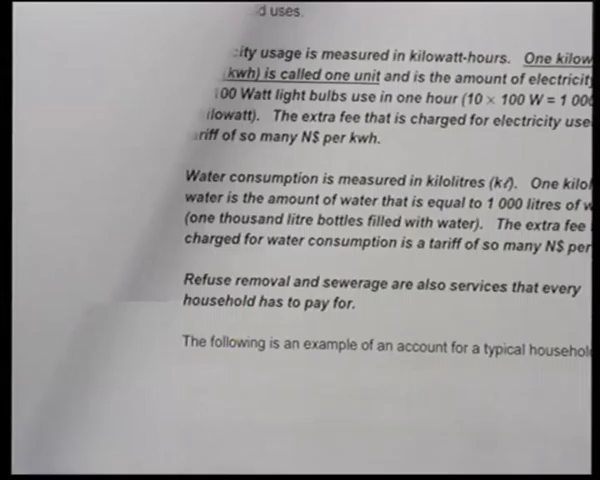 d uses.
city usage is measured in kilowatt-hours. One kilow
(kwh) is called one unit and is the amount of electricity
100 Watt light bulbs use in one hour (10 × 100 W = 1 000
ilowatt). The extra fee that is charged for electricity use
ariff of so many N$ per kwh.
Water consumption is measured in kilolitres (kℓ). One kilol
water is the amount of water that is equal to 1 000 litres of w
(one thousand litre bottles filled with water). The extra fee
charged for water consumption is a tariff of so many N$ per
Refuse removal and sewerage are also services that every
household has to pay for.
The following is an example of an account for a typical househol